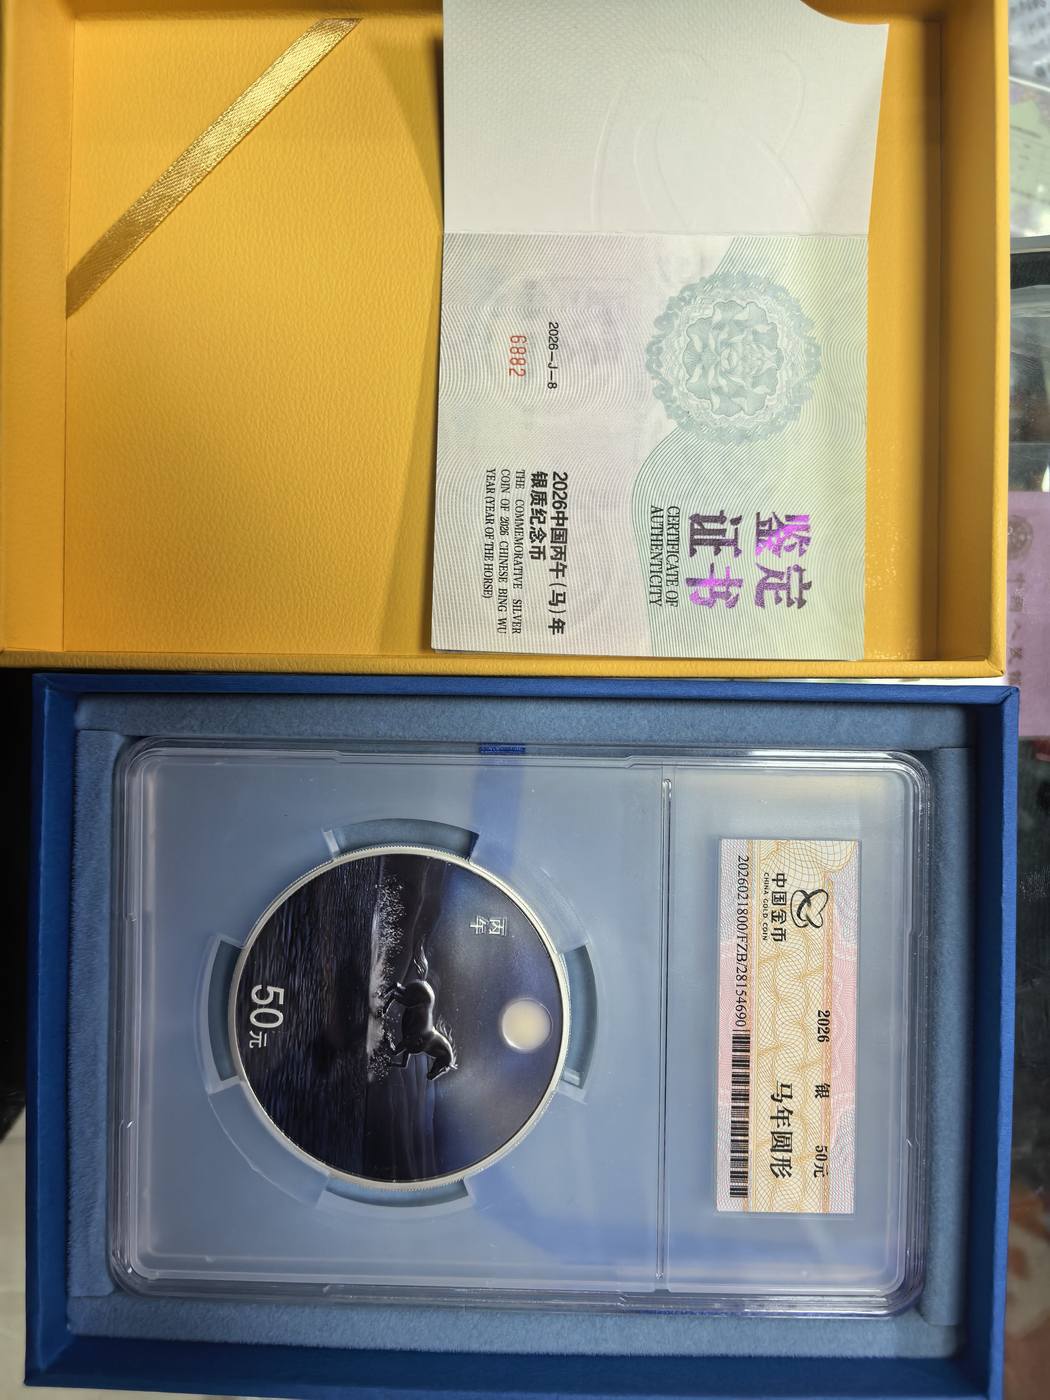 鉴定
证书
CERTIFICATE OF
AUTHENTICITY
2026-J-8
6882
2026中国丙午(马)年
银质纪念币
THE COMMEMORATIVE SILVER
COIN OF 2026 CHINESE BING WU
YEAR (YEAR OF THE HORSE)
中国金币
CHINA GOLD COIN
2026 银 50元
马年圆形
2026021800/FZB/28154690
丙午
50元